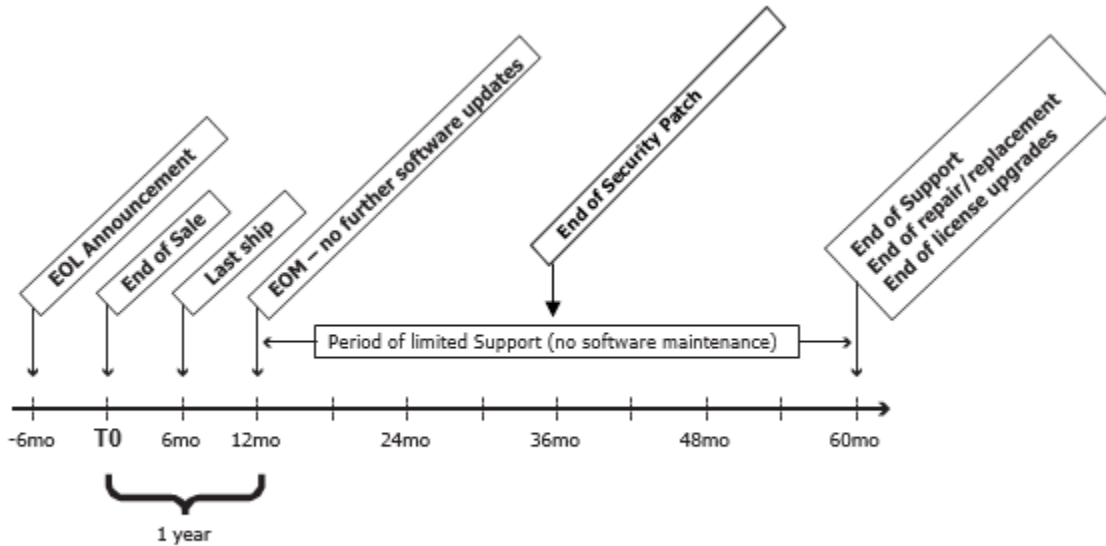 EOL Announcement
End of Sale
Last ship
EOM – no further software updates
End of Security Patch
End of Support
End of repair/replacement
End of license upgrades
Period of limited Support (no software maintenance)
-6mo T0 6mo 12mo 24mo 36mo 48mo 60mo
1 year